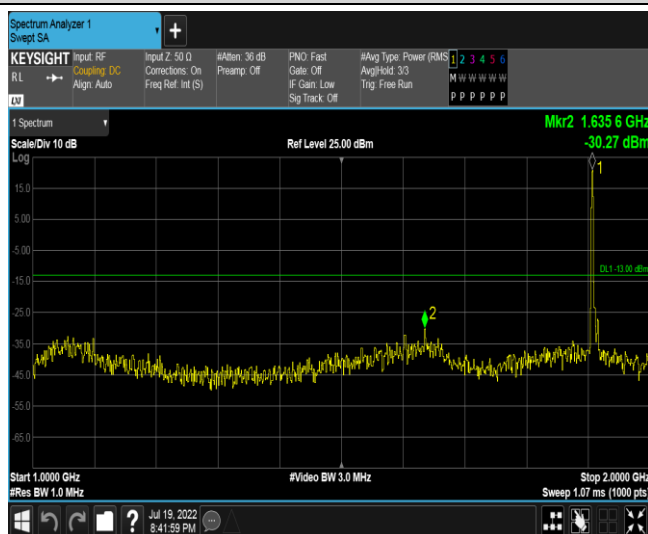 Spectrum Analyzer 1
Swept SA
KEYSIGHT
RL
LXI
Input: RF
Coupling: DC
Align: Auto
Input Z: 50 Ω
Corrections: On
Freq Ref: Int (S)
#Atten: 36 dB
Preamp: Off
PNO: Fast
Gate: Off
IF Gain: Low
Sig Track: Off
#Avg Type: Power (RMS
Avg|Hold: 3/3
Trig: Free Run
1 2 3 4 5 6
M W W W W W
P P P P P P
1 Spectrum
Scale/Div 10 dB
Ref Level 25.00 dBm
Mkr2 1.635 6 GHz
-30.27 dBm
Log
1
15.0
5.00
-5.00
DL1 -13.00 dBm
-15.0
-25.0
2
-35.0
-45.0
-55.0
-65.0
Start 1.0000 GHz
#Video BW 3.0 MHz
Stop 2.0000 GHz
#Res BW 1.0 MHz
Sweep 1.07 ms (1000 pts)
?
Jul 19, 2022
8:41:59 PM